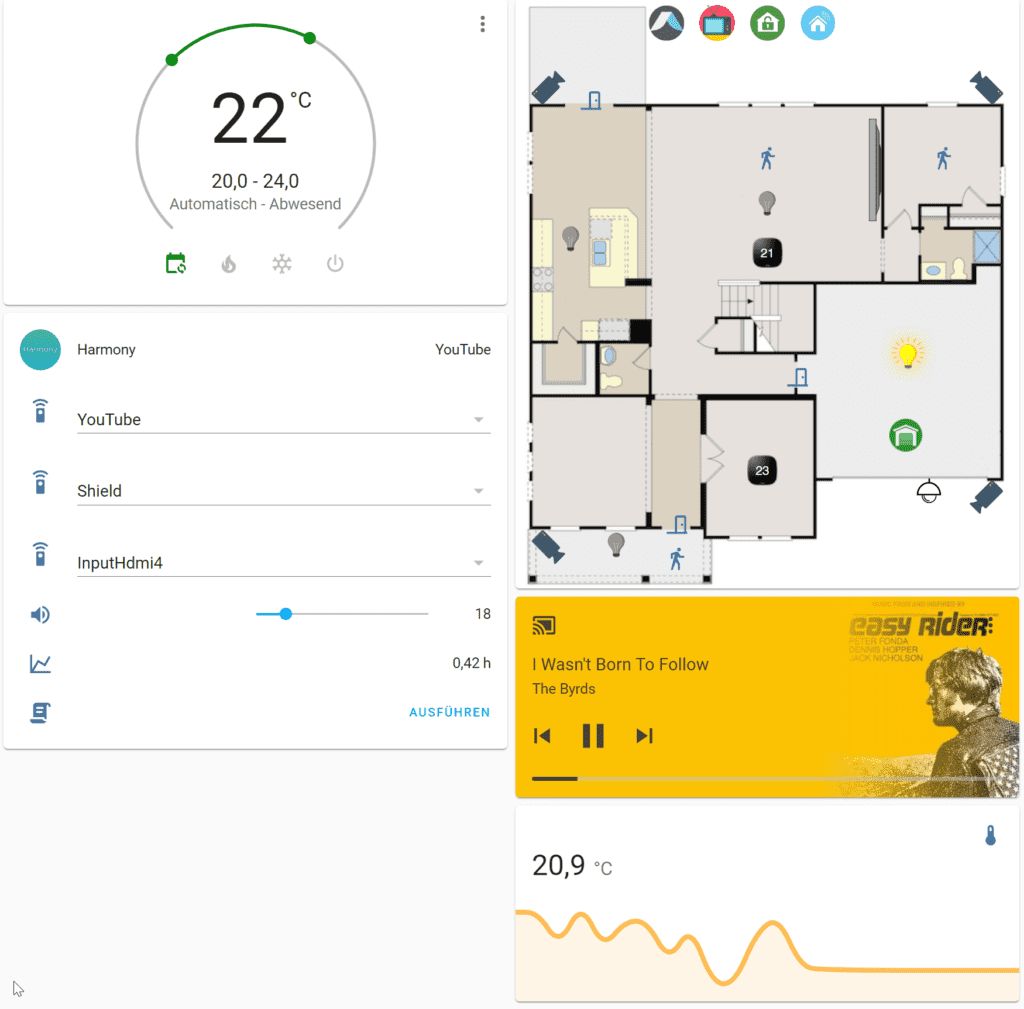 22 °C
20,0 - 24,0
Automatisch - Abwesend
Harmony
Harmony
YouTube
YouTube
Shield
InputHdmi4
18
0,42 h
AUSFÜHREN
21
23
MUSIC FROM AND INSPIRED BY
easy rider:
PETER FONDA
DENNIS HOPPER
JACK NICHOLSON
I Wasn't Born To Follow
The Byrds
20,9 °C